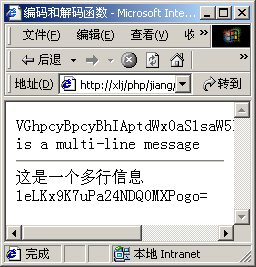 编码和解码函数 - Microsoft Inte
文件(F) 编辑(E) 查看(V) 收
后退
地址(D) http://xlj/php/jiang, 转到
VGhpcyBpcyBhIAptdWx0aS1saW5l
is a multi-line message
这是一个多行信息
1eLKx9K7uPa24NDQ0MXPogo=
完成 本地 Intranet